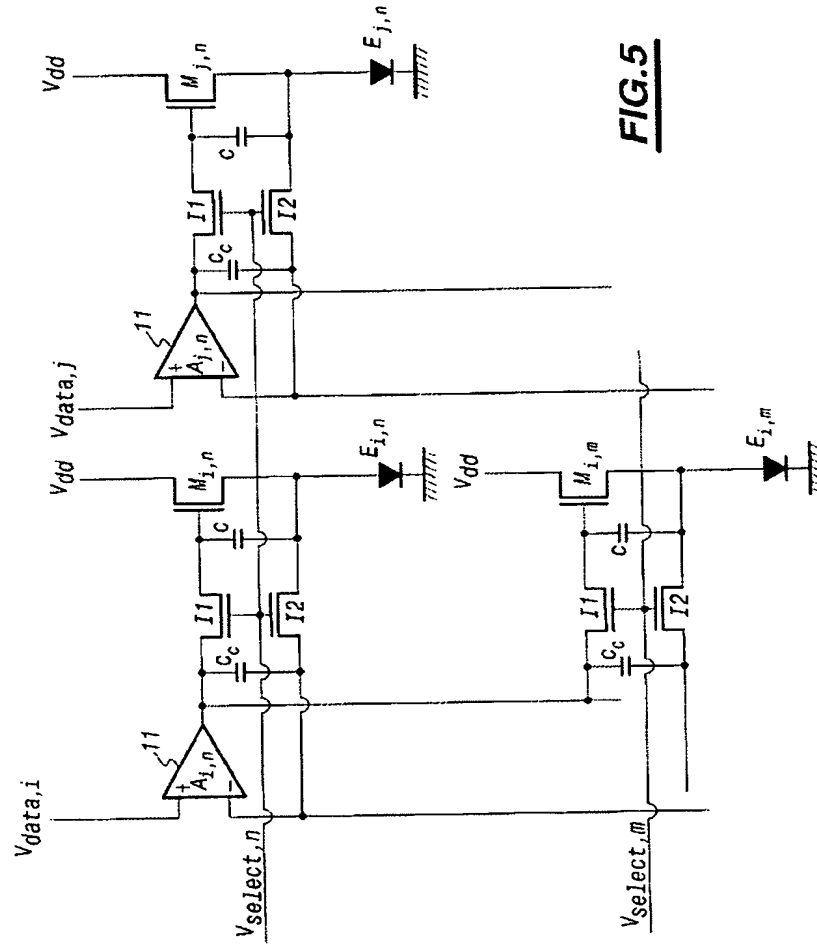 Vdata,i
Vdd
Vdata,j
Vdd
11
+
Ai,n
−
Cc
I1
I2
C
Mi,n
Ei,n
11
+
Aj,n
−
Cc
I1
I2
C
Mj,n
Ej,n
Vselect,n
Vdd
Cc
I1
I2
C
Mi,m
Ei,m
Vselect,m
FIG.5